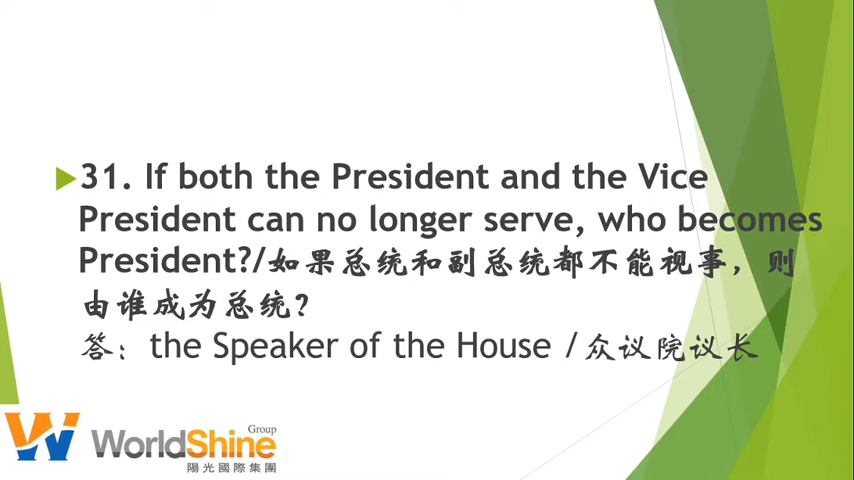 31. If both the President and the Vice
President can no longer serve, who becomes
President?/如果总统和副总统都不能视事，则
由谁成为总统?
答：the Speaker of the House /众议院议长
Group
WorldShine
陽光國際集團